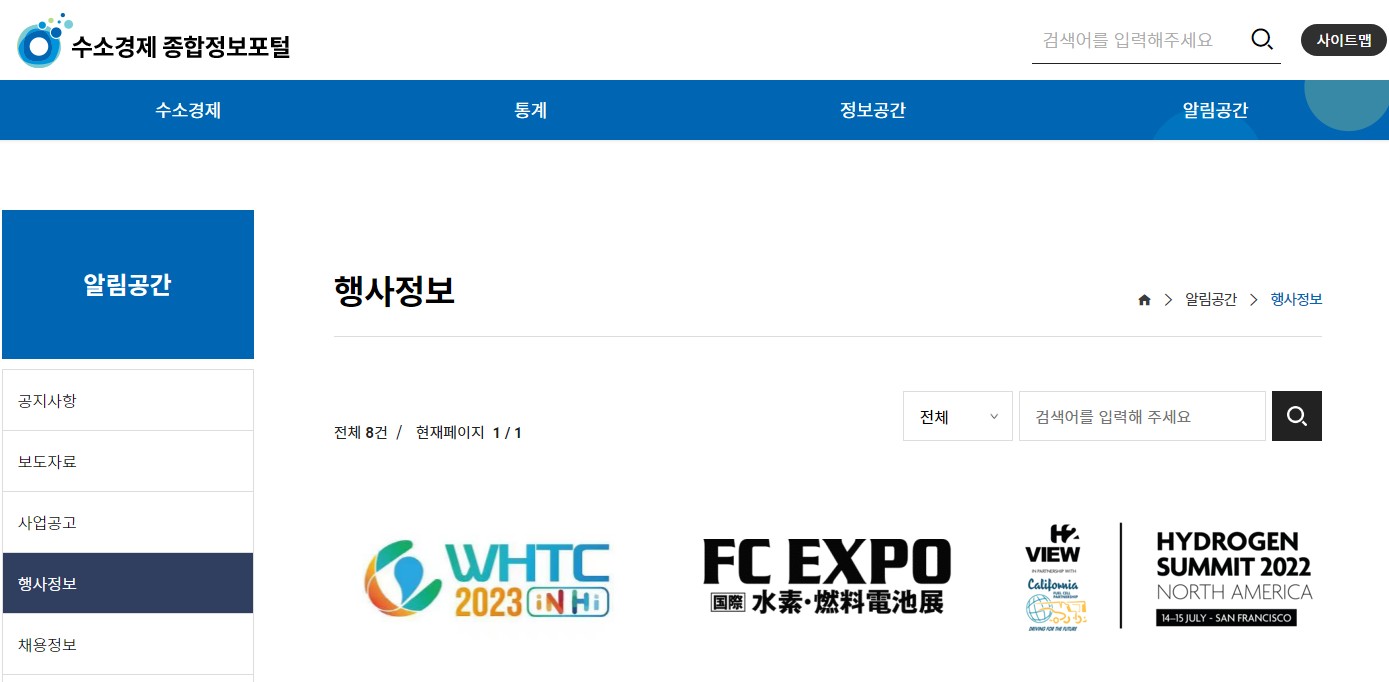 수소경제 종합정보포털
검색어를 입력해주세요
사이트맵
수소경제
통계
정보공간
알림공간
알림공간
공지사항
보도자료
사업공고
행사정보
채용정보
행사정보
알림공간 > 행사정보
전체 8건 / 현재페이지 1 / 1
전체
검색어를 입력해 주세요
WHTC
2023 iN Hi
FC EXPO
国際 水素・燃料電池展
H2
VIEW
IN PARTNERSHIP WITH
California
FUEL CELL
PARTNERSHIP
DRIVING FOR THE FUTURE
HYDROGEN
SUMMIT 2022
NORTH AMERICA
14-15 JULY - SAN FRANCISCO